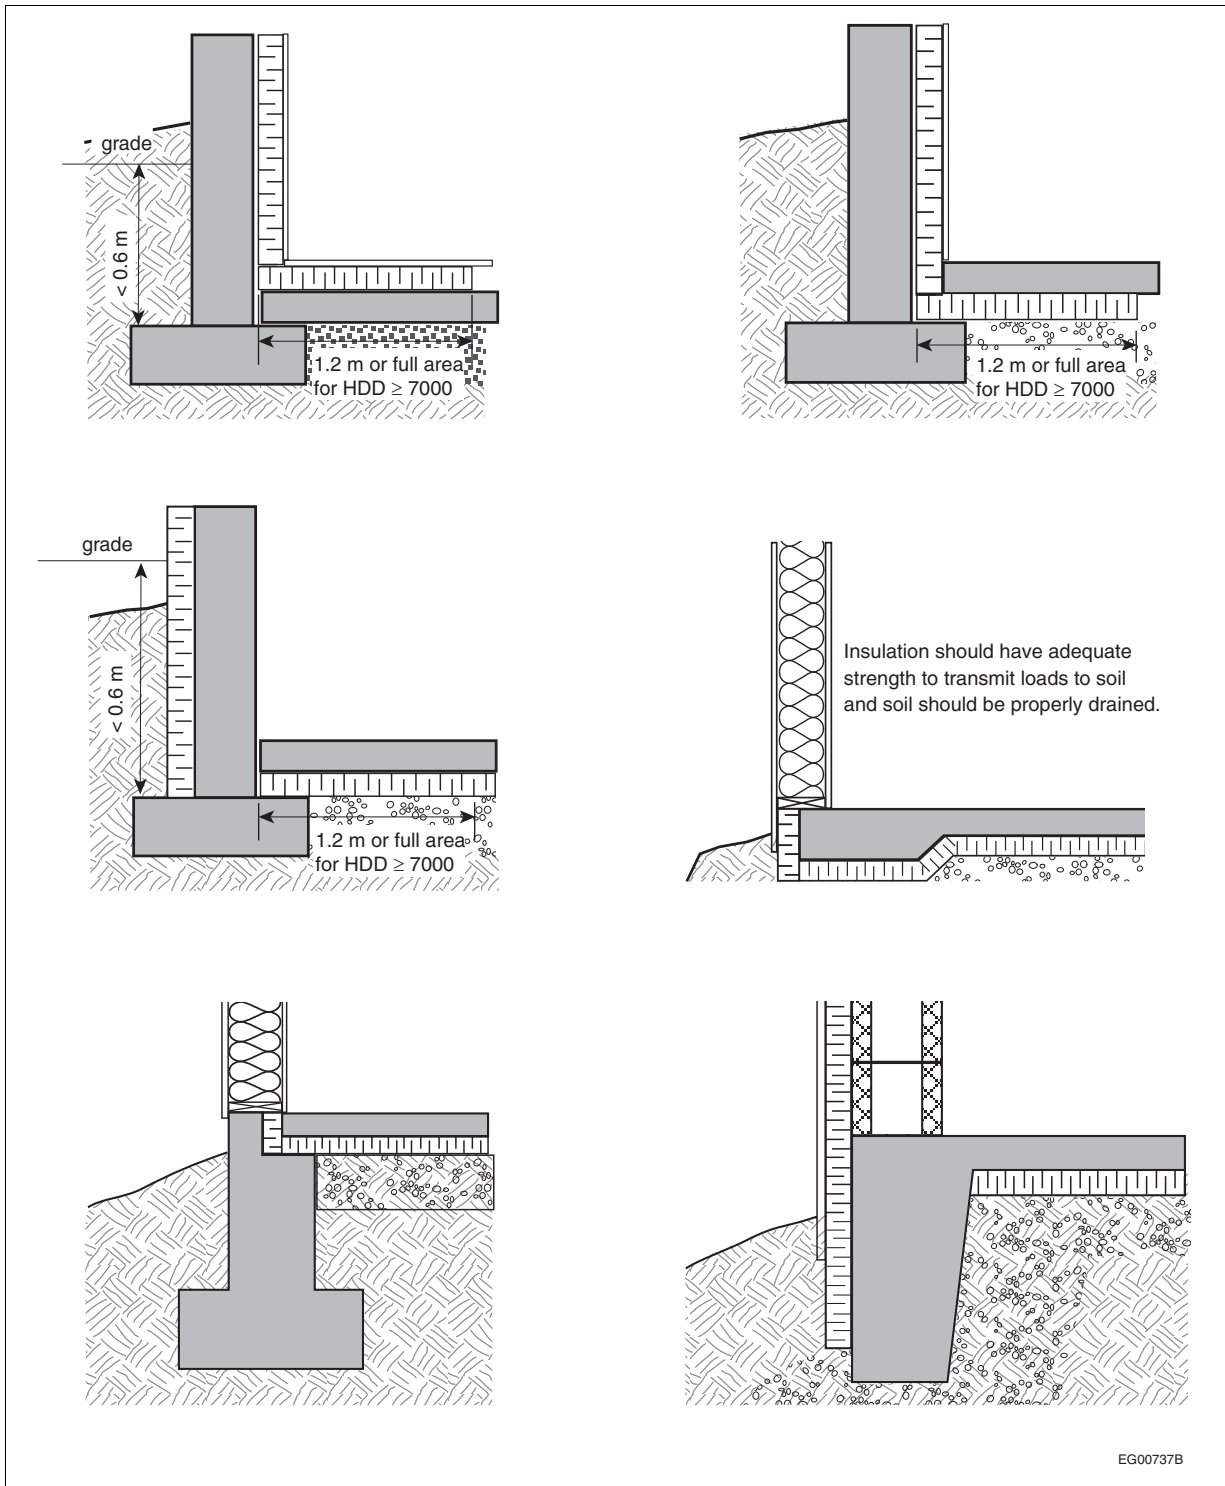 grade
< 0.6 m
1.2 m or full area
for HDD ≥ 7000
1.2 m or full area
for HDD ≥ 7000
grade
< 0.6 m
1.2 m or full area
for HDD ≥ 7000
Insulation should have adequate
strength to transmit loads to soil
and soil should be properly drained.
EG00737B